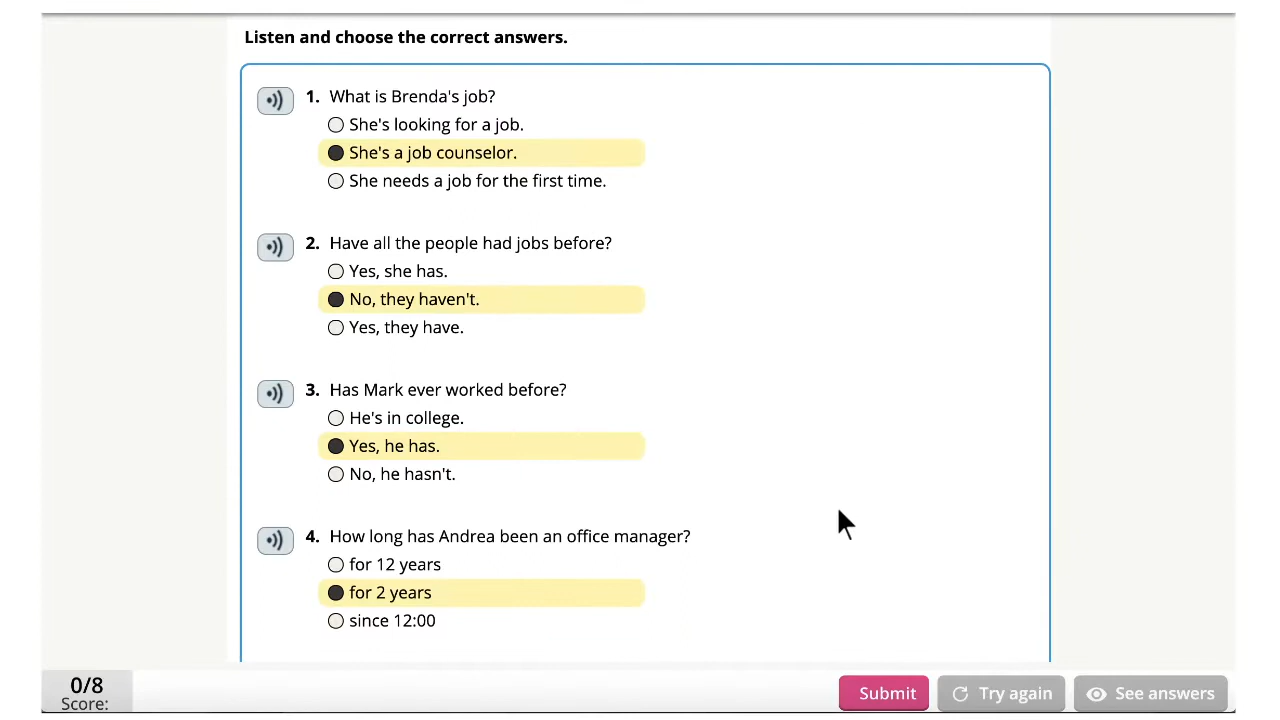 Listen and choose the correct answers.
1. What is Brenda's job?
She's looking for a job.
She's a job counselor.
She needs a job for the first time.
2. Have all the people had jobs before?
Yes, she has.
No, they haven't.
Yes, they have.
3. Has Mark ever worked before?
He's in college.
Yes, he has.
No, he hasn't.
4. How long has Andrea been an office manager?
for 12 years
for 2 years
since 12:00
0/8
Score:
Submit
Try again
See answers